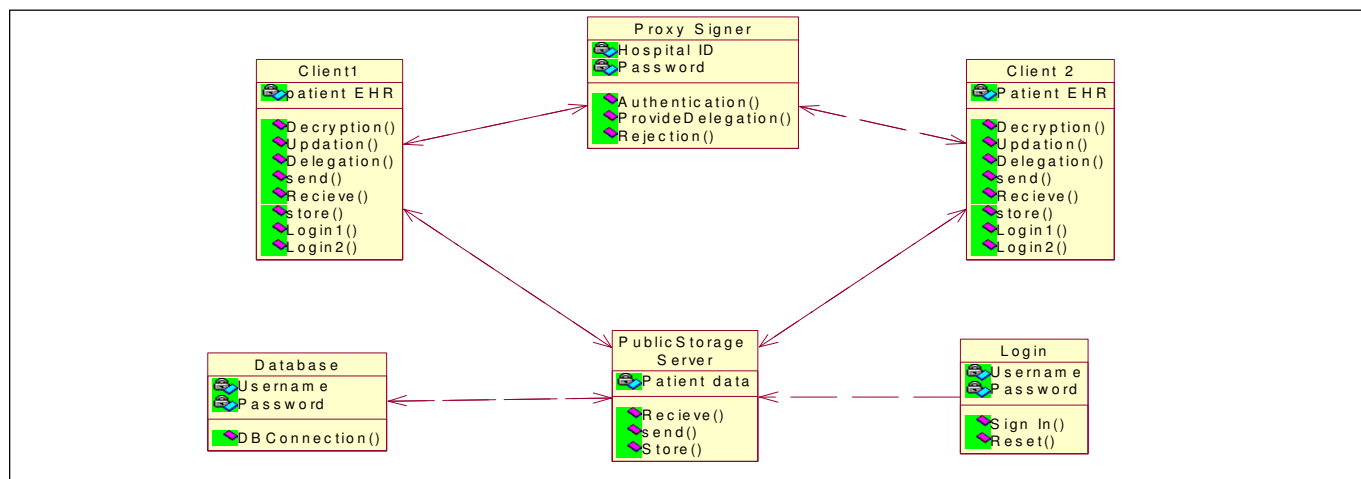 Proxy Signer
Hospital ID
Password
Authentication()
ProvideDelegation()
Rejection()
Client1
patient EHR
Decryption()
Updation()
Delegation()
send()
Recieve()
store()
Login1()
Login2()
Client 2
Patient EHR
Decryption()
Updation()
Delegation()
send()
Recieve()
store()
Login1()
Login2()
Database
Username
Password
DBConnection()
PublicStorage
Server
Patient data
Recieve()
send()
Store()
Login
Username
Password
Sign In()
Reset()